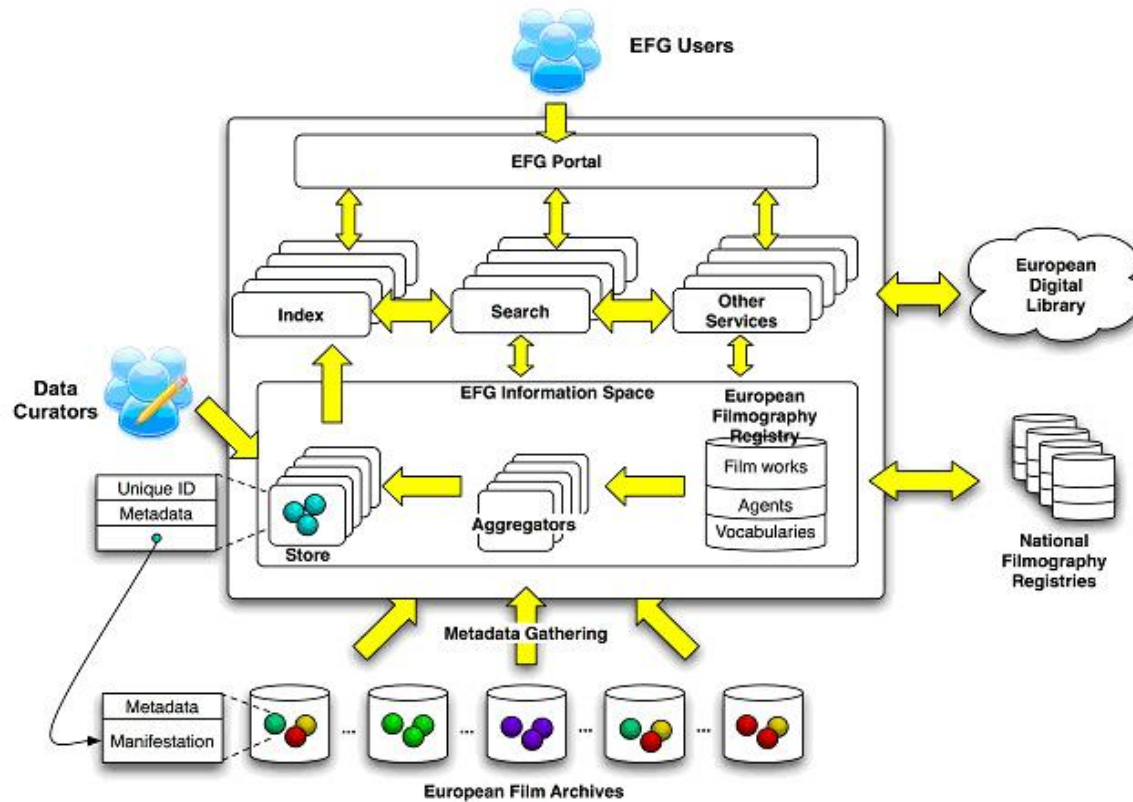 EFG Users
EFG Portal
Index
Search
Other
Services
European
Digital
Library
Data
Curators
EFG Information Space
European
Filmography
Registry
Film works
Agents
Vocabularies
Unique ID
Metadata
Store
Aggregators
National
Filmography
Registries
Metadata Gathering
Metadata
Manifestation
...
...
...
...
European Film Archives